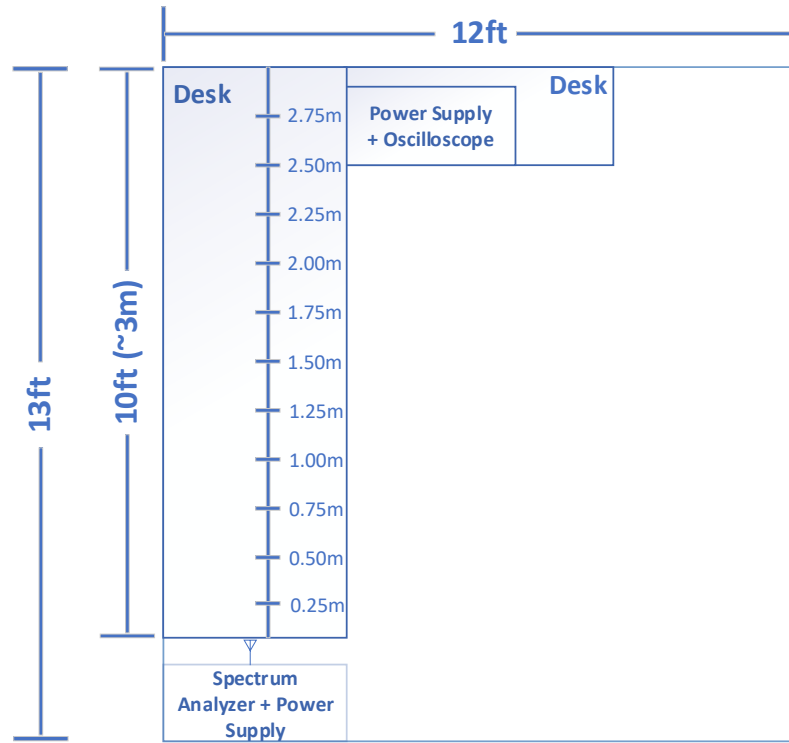 12ft
Desk
Desk
Power Supply
+ Oscilloscope
2.75m
2.50m
2.25m
2.00m
1.75m
1.50m
1.25m
1.00m
0.75m
0.50m
0.25m
10ft (~3m)
13ft
Spectrum
Analyzer + Power
Supply